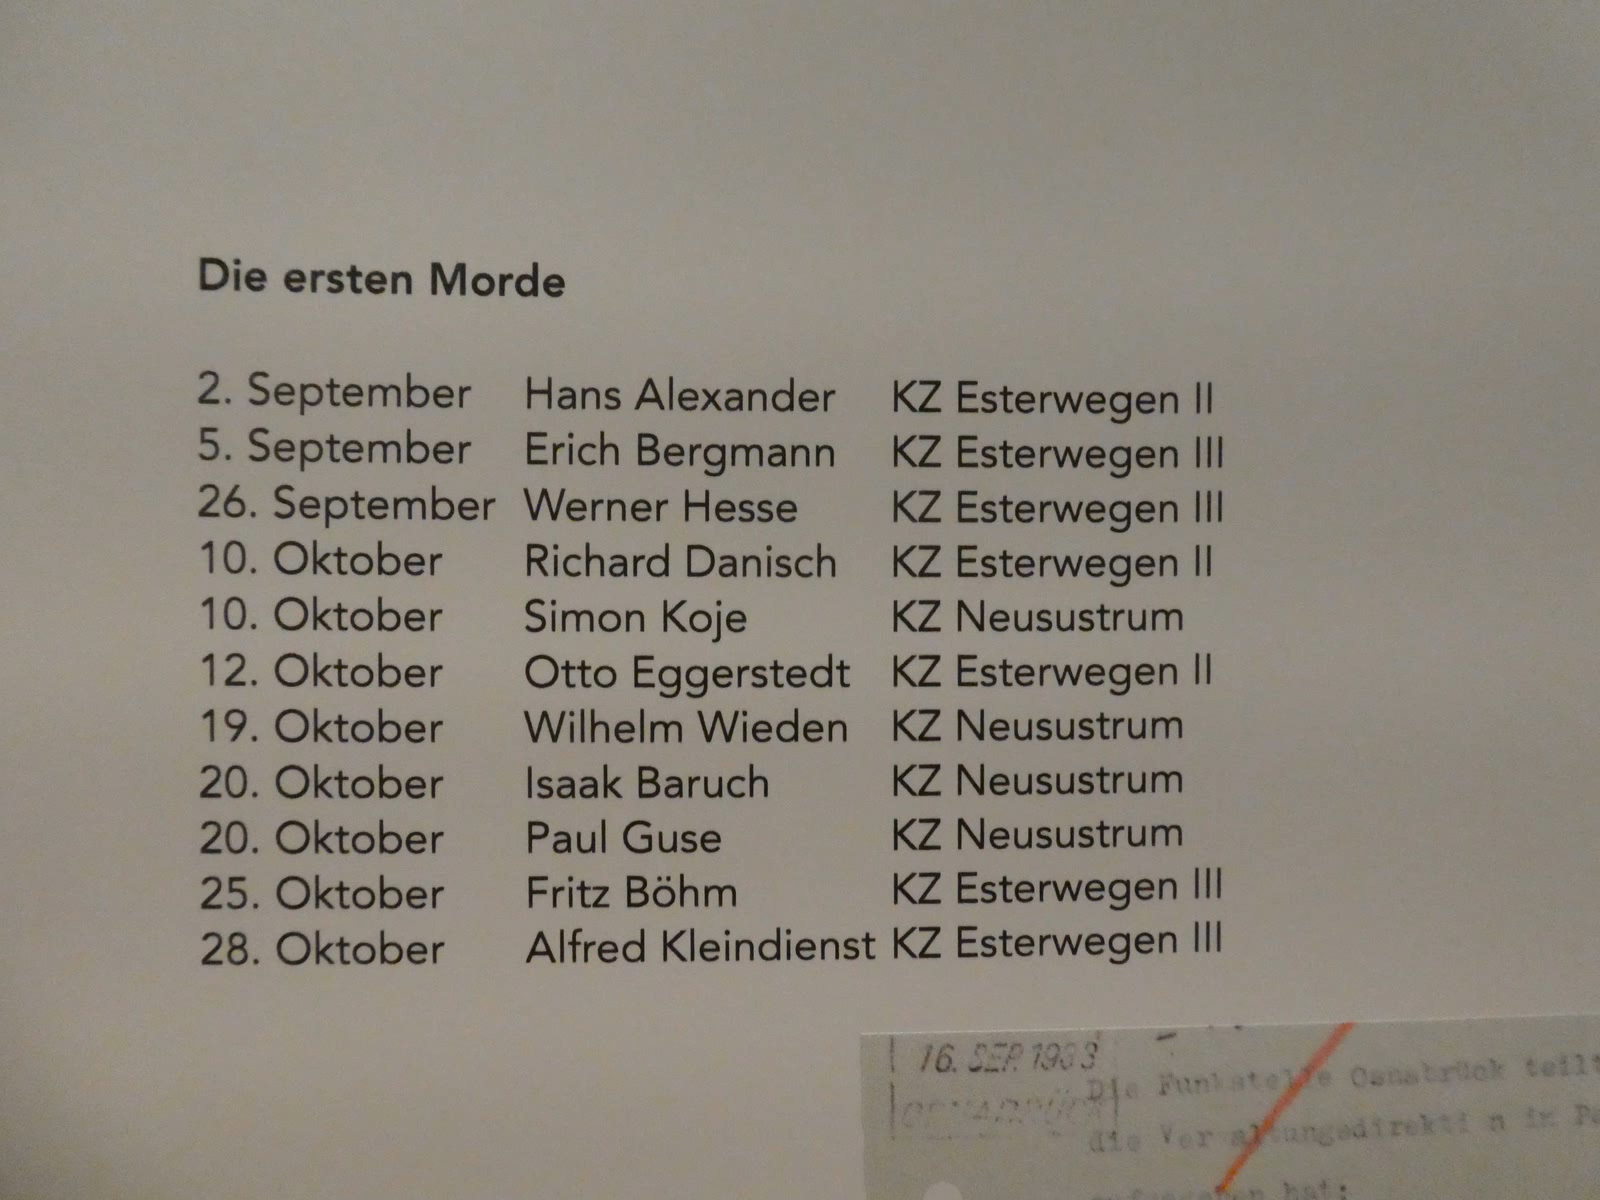 Die ersten Morde
2. September Hans Alexander KZ Esterwegen II
5. September Erich Bergmann KZ Esterwegen III
26. September Werner Hesse KZ Esterwegen III
10. Oktober Richard Danisch KZ Esterwegen II
10. Oktober Simon Koje KZ Neusustrum
12. Oktober Otto Eggerstedt KZ Esterwegen II
19. Oktober Wilhelm Wieden KZ Neusustrum
20. Oktober Isaak Baruch KZ Neusustrum
20. Oktober Paul Guse KZ Neusustrum
25. Oktober Fritz Böhm KZ Esterwegen III
28. Oktober Alfred Kleindienst KZ Esterwegen III
16. SEP. 1933
Die Funkstelle Osnabrück teilt
die in
hat: